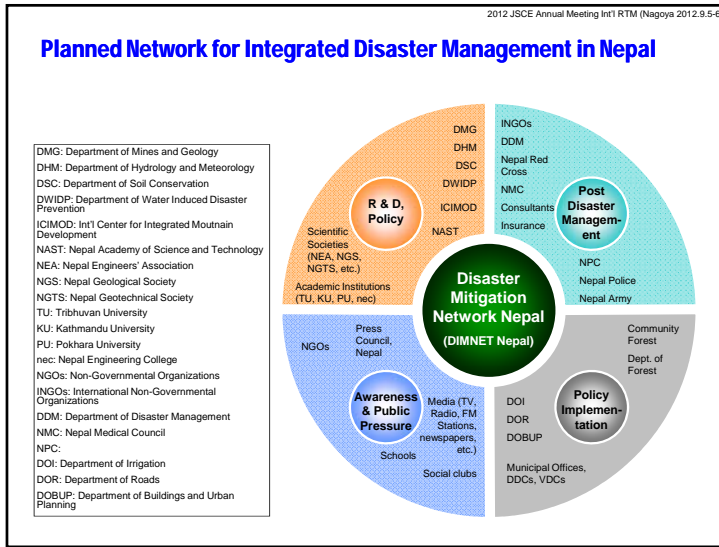 2012 JSCE Annual Meeting Int'l RTM (Nagoya 2012.9.5-6
Planned Network for Integrated Disaster Management in Nepal
DMG: Department of Mines and Geology
DHM: Department of Hydrology and Meteorology
DSC: Department of Soil Conservation
DWIDP: Department of Water Induced Disaster
Prevention
ICIMOD: Int'l Center for Integrated Moutnain
Development
NAST: Nepal Academy of Science and Technology
NEA: Nepal Engineers' Association
NGS: Nepal Geological Society
NGTS: Nepal Geotechnical Society
TU: Tribhuvan University
KU: Kathmandu University
PU: Pokhara University
nec: Nepal Engineering College
NGOs: Non-Governmental Organizations
INGOs: International Non-Governmental
Organizations
DDM: Department of Disaster Management
NMC: Nepal Medical Council
NPC:
DOI: Department of Irrigation
DOR: Department of Roads
DOBUP: Department of Buildings and Urban
Planning
DMG
DHM
DSC
DWIDP
ICIMOD
NAST
R & D,
Policy
Scientific
Societies
(NEA, NGS,
NGTS, etc.)
Academic Institutions
(TU, KU, PU, nec)
INGOs
DDM
Nepal Red
Cross
NMC
Consultants
Insurance
Post
Disaster
Managem-
ent
NPC
Nepal Police
Nepal Army
Disaster
Mitigation
Network Nepal
(DIMNET Nepal)
NGOs
Press
Council,
Nepal
Awareness
& Public
Pressure
Media (TV,
Radio, FM
Stations,
newspapers,
etc.)
Schools
Social clubs
Community
Forest
Dept. of
Forest
Policy
Implemen-
tation
DOI
DOR
DOBUP
Municipal Offices,
DDCs, VDCs